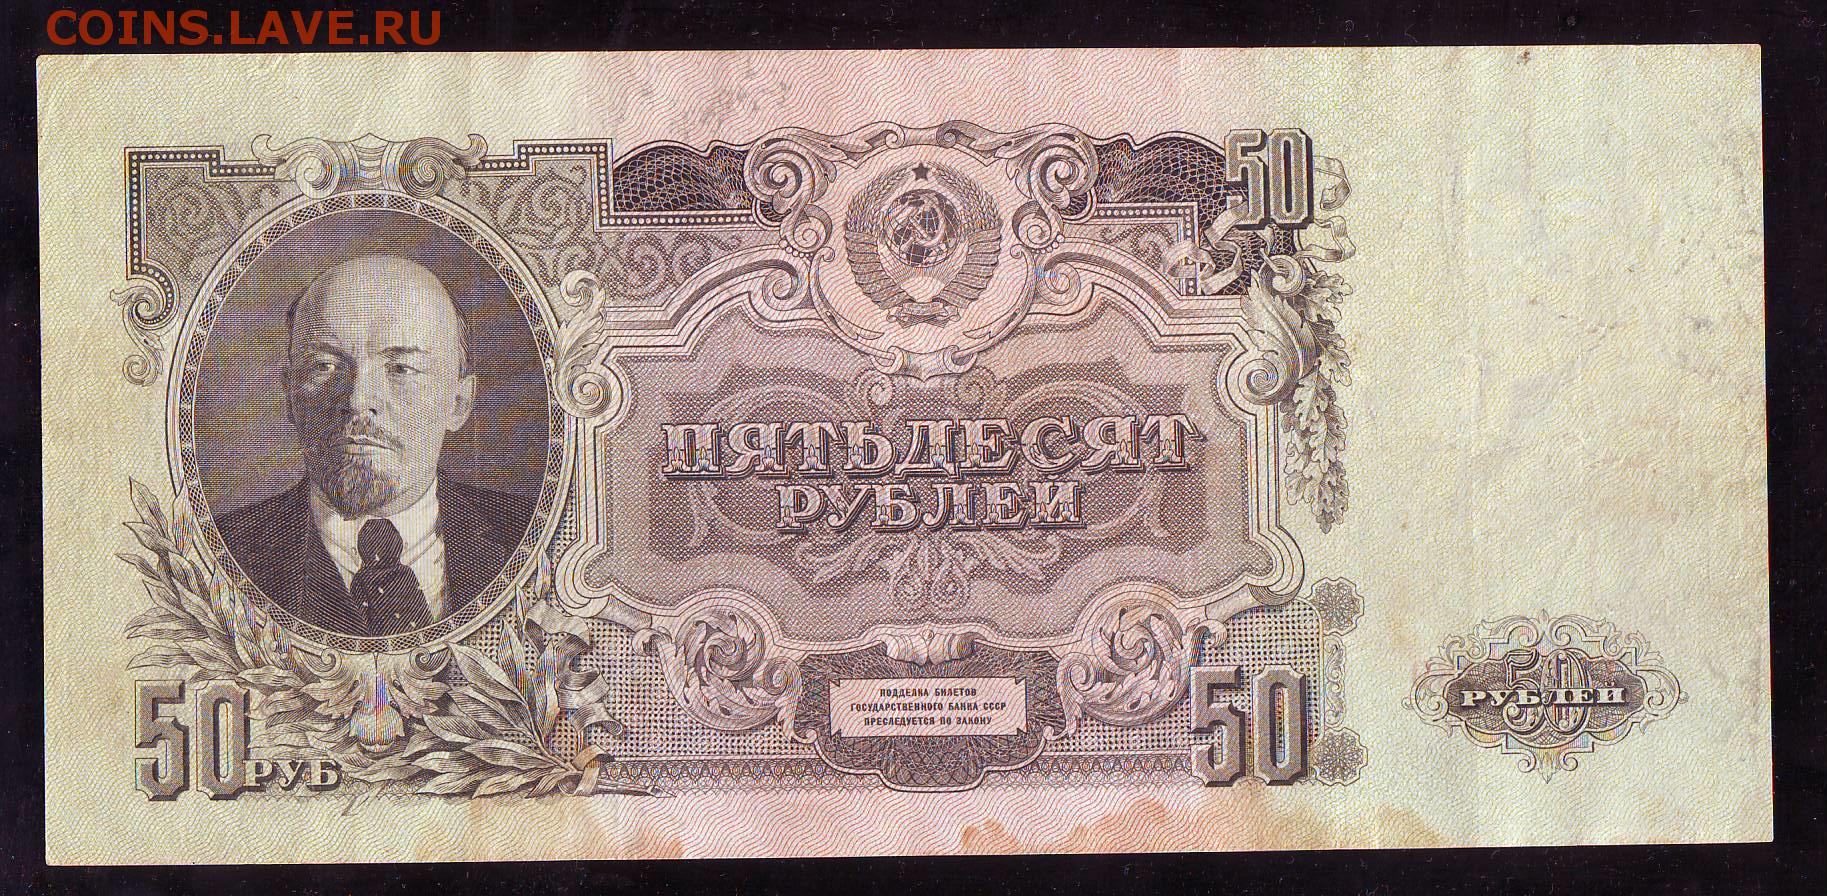 COINS.LAVE.RU
50
ПЯТЬДЕСЯТ
РУБЛЕЙ
ПОДДЕЛКА БИЛЕТОВ
ГОСУДАРСТВЕННОГО БАНКА СССР
ПРЕСЛЕДУЕТСЯ ПО ЗАКОНУ
50 РУБ
50
50
РУБЛЕЙ